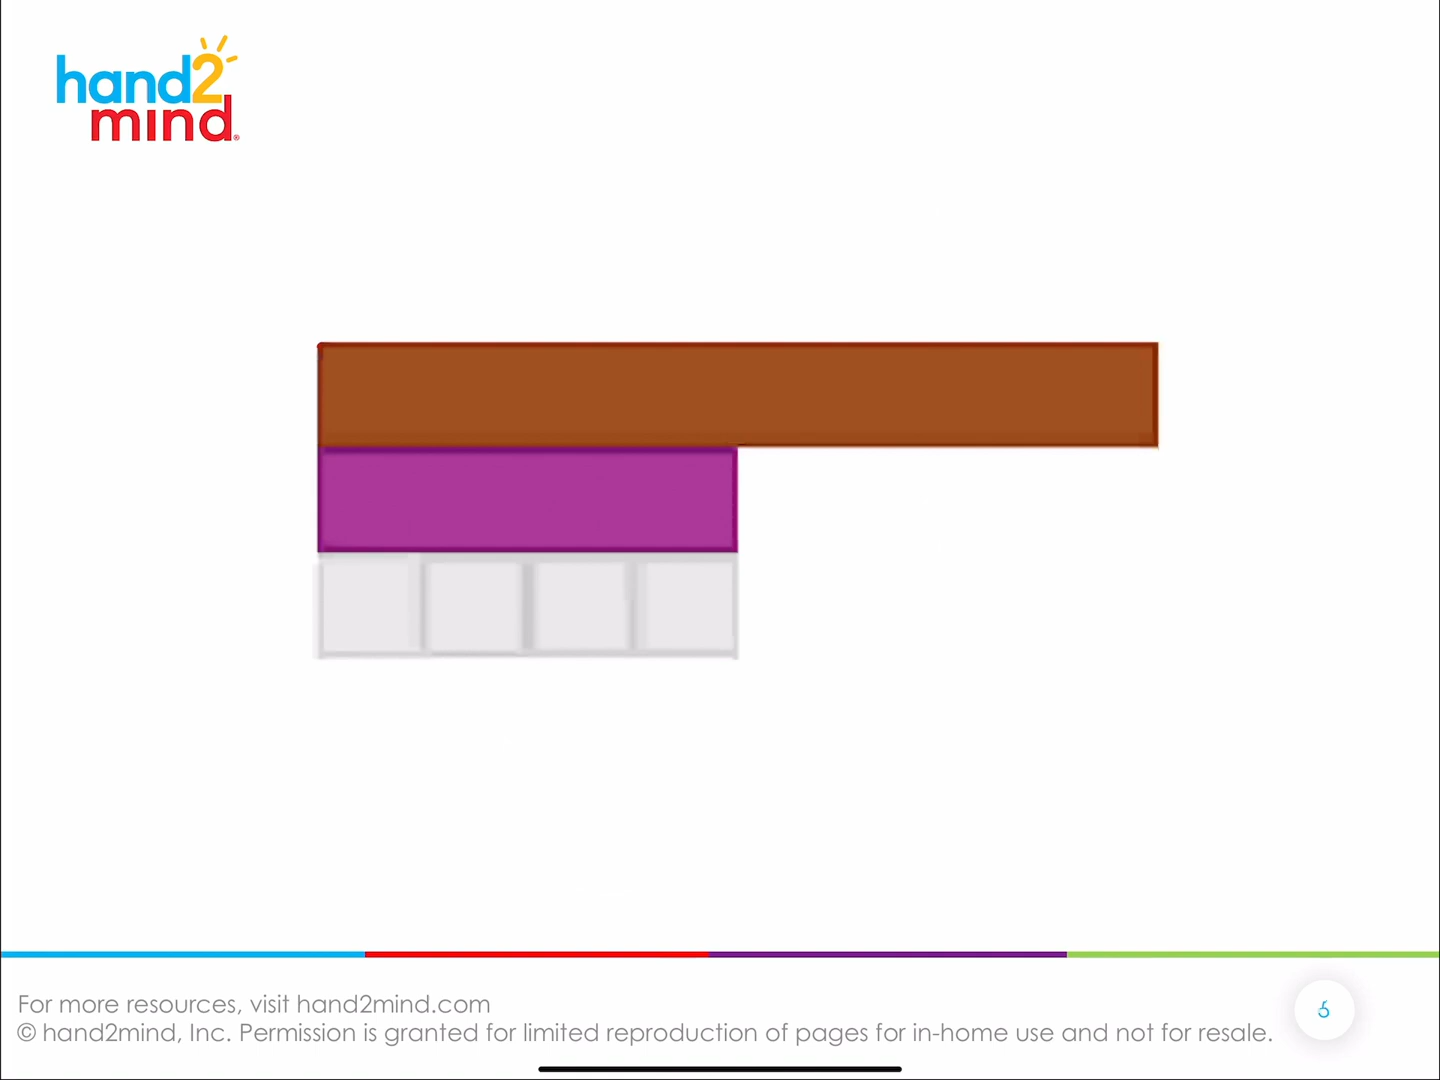 hand2
mind®
For more resources, visit hand2mind.com
© hand2mind, Inc. Permission is granted for limited reproduction of pages for in-home use and not for resale.